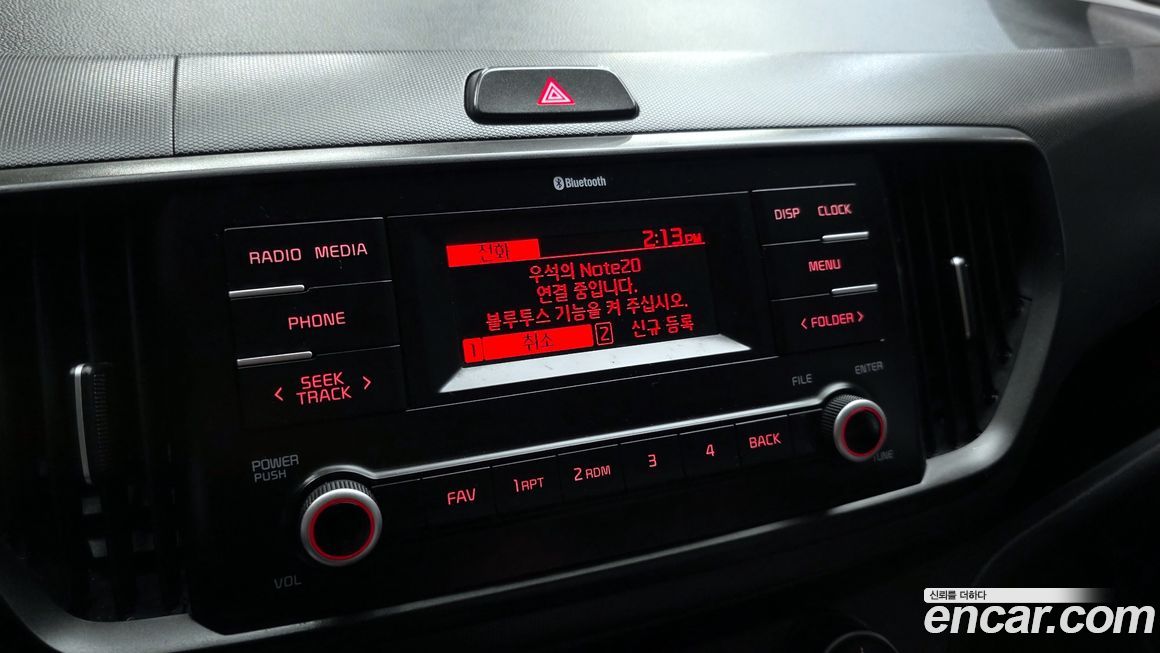 Bluetooth
RADIO MEDIA
PHONE
< SEEK TRACK >
전화 2:13PM
우석의 Note20
연결 중입니다.
블루투스 기능을 켜 주십시오.
1 취소 2 신규 등록
DISP CLOCK
MENU
< FOLDER >
POWER
PUSH
VOL
FAV 1 RPT 2 RDM 3 4 BACK
FILE
ENTER
TUNE
신뢰를 더하다
encar.com